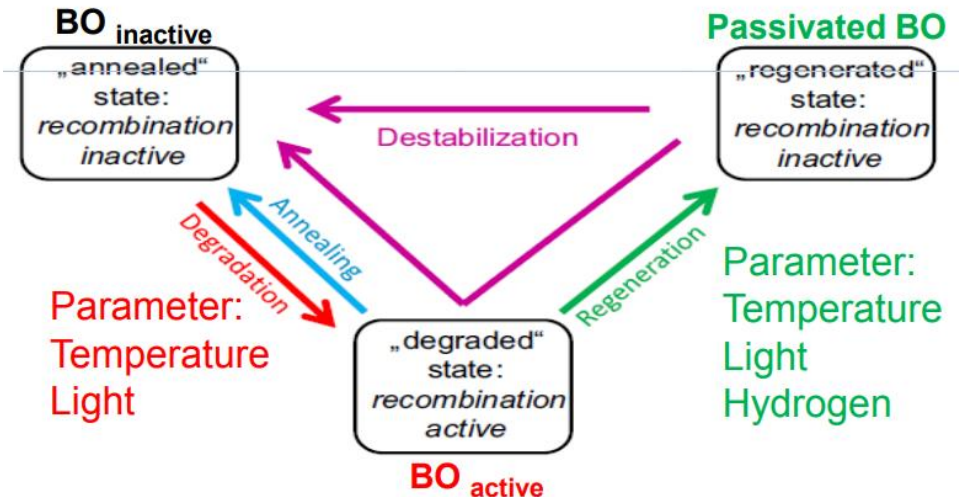 BO inactive
„annealed“
state:
recombination
inactive
Passivated BO
„regenerated“
state:
recombination
inactive
Destabilization
Degradation
Annealing
Regeneration
Parameter:
Temperature
Light
Parameter:
Temperature
Light
Hydrogen
„degraded“
state:
recombination
active
BO active